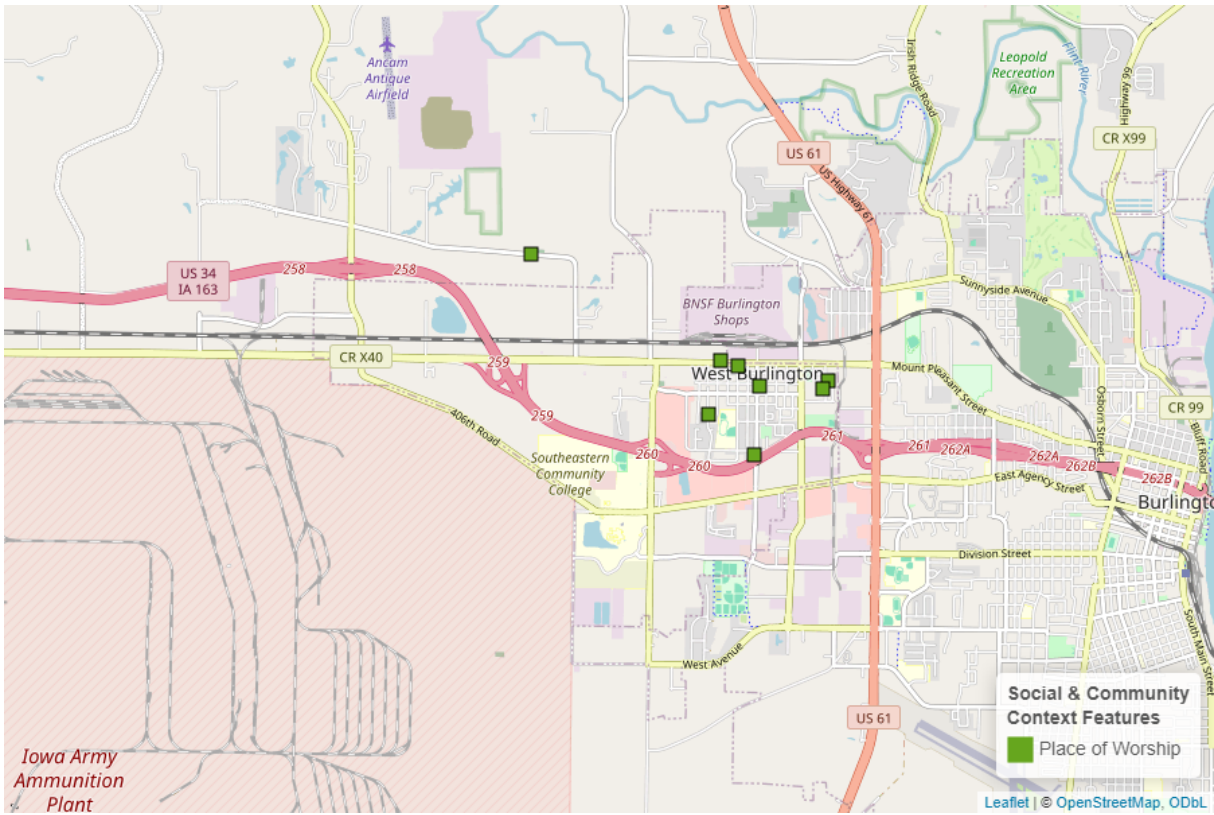 Ancam
Antique
Airfield
Irish Ridge Road
Leopold
Recreation
Area
Flint River
Highway 99
CR X99
US 61
US Highway 61
US 34
IA 163
258
258
Sunnyside Avenue
BNSF Burlington
Shops
CR X40
259
West Burlington
Mount Pleasant Street
Osborn Street
CR 99
Bluff Road
259
406th Road
260
260
261
261
262A
262A
262B
262B
Southeastern
Community
College
East Agency Street
Burlingto
Division Street
West Avenue
South Main Street
US 61
Iowa Army
Ammunition
Plant
Social & Community
Context Features
Place of Worship
Leaflet | © OpenStreetMap, ODbL